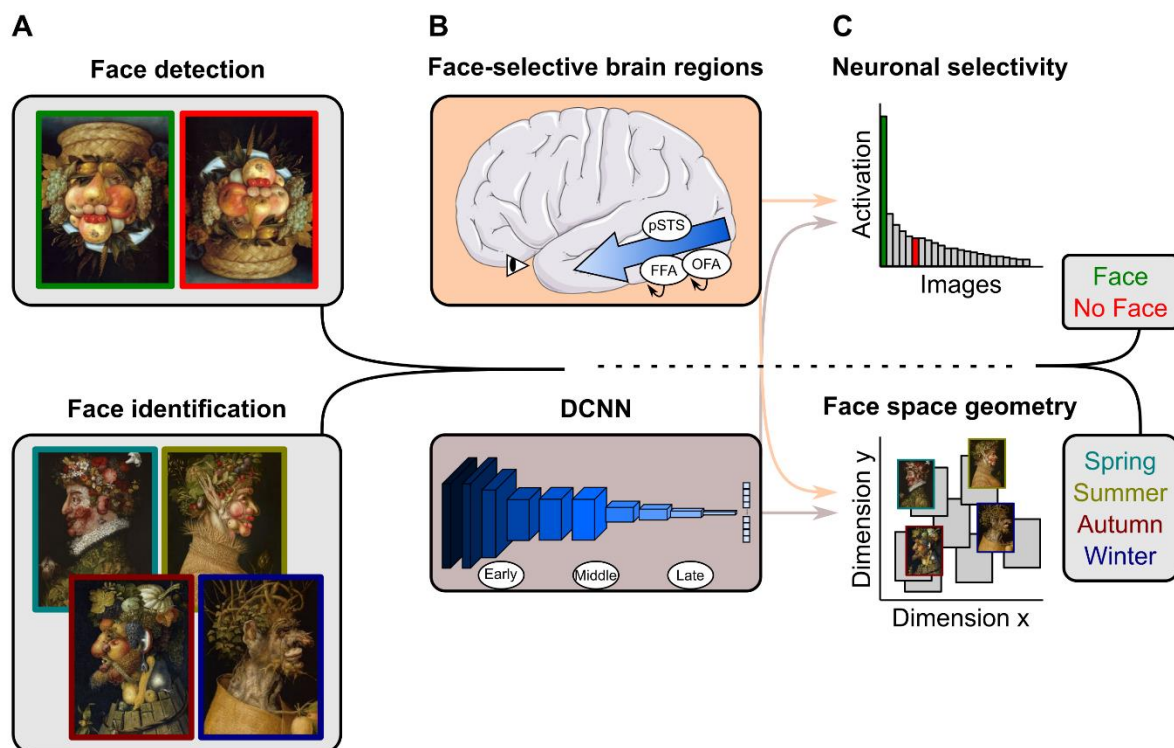 A
Face detection
Face identification
B
Face-selective brain regions
pSTS
FFA
OFA
DCNN
Early
Middle
Late
C
Neuronal selectivity
Activation
Images
Face
No Face
Face space geometry
Dimension y
Dimension x
Spring
Summer
Autumn
Winter